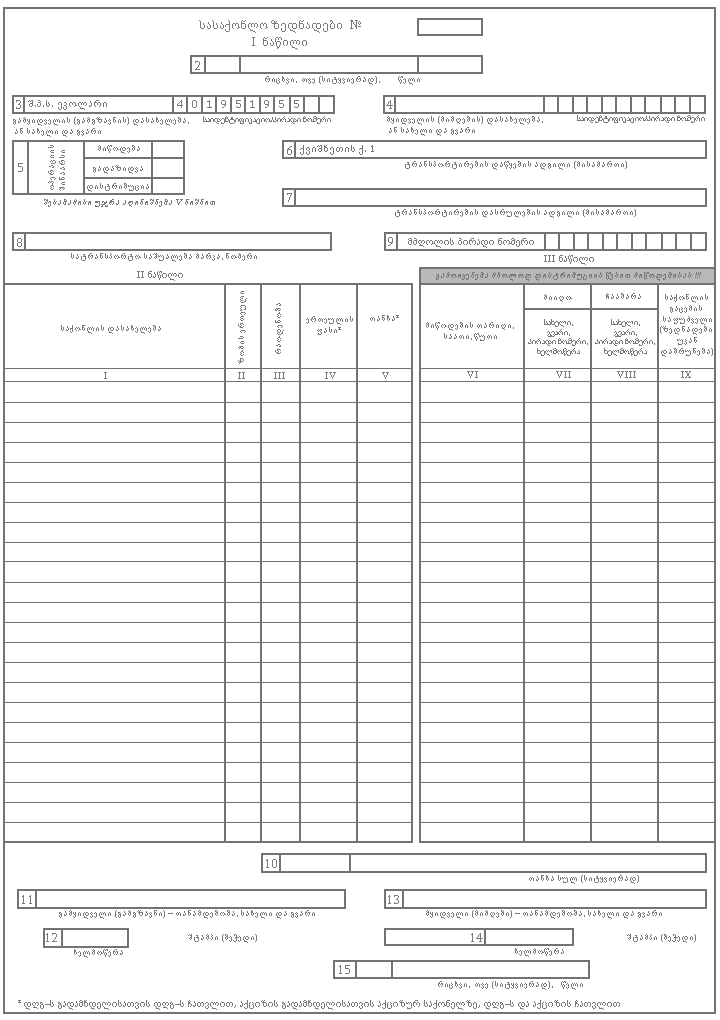 სასაქონლო ზედნადები №
I ნაწილი
2
რიცხვი, თვე (სიტყვიერად), წელი
3 შ.პ.ს. ეკოლარი 4 0 1 9 5 1 9 5 5
გამყიდველის (გამგზავნის) დასახელება, საიდენტიფიკაციო/პირადი ნომერი
ან სახელი და გვარი
4
მყიდველის (მიმღების) დასახელება, საიდენტიფიკაციო/პირადი ნომერი
ან სახელი და გვარი
5 ოპერაციის შინაარსი
მიწოდება
გადაზიდვა
დისტრიბუცია
შესაბამისი უჯრა აღინიშნება V ნიშნით
6 ქვიშხეთის ქ. 1
ტრანსპორტირების დაწყების ადგილი (მისამართი)
7
ტრანსპორტირების დასრულების ადგილი (მისამართი)
8
სატრანსპორტო საშუალება მარკა, ნომერი
9 მძღოლის პირადი ნომერი
II ნაწილი
III ნაწილი
გამოიყენება მხოლოდ დისტრიბუციის წესით მიწოდებისას !!!
საქონლის დასახელება
ზომის ერთეული
რაოდენობა
ერთეულის ფასი*
თანხა*
მიწოდების თარიღი, საათი, წუთი
მიიღო
სახელი, გვარი, პირადი ნომერი, ხელმოწერა
ჩააბარა
სახელი, გვარი, პირადი ნომერი, ხელმოწერა
საქონლის გაცემის საფუძველი (ზედნადები უკან დაბრუნება)
I II III IV V VI VII VIII IX
10
თანხა სულ (სიტყვიერად)
11
გამყიდველი (გამგზავნი) – თანამდებობა, სახელი და გვარი
13
მყიდველი (მიმღები) – თანამდებობა, სახელი და გვარი
12
ხელმოწერა
შტამპი (ბეჭედი)
14
ხელმოწერა
შტამპი (ბეჭედი)
15
რიცხვი, თვე (სიტყვიერად), წელი
* დღგ–ს გადამხდელისათვის დღგ–ს ჩათვლით, აქციზის გადამხდელისათვის აქციზურ საქონელზე, დღგ–ს და აქციზის ჩათვლით